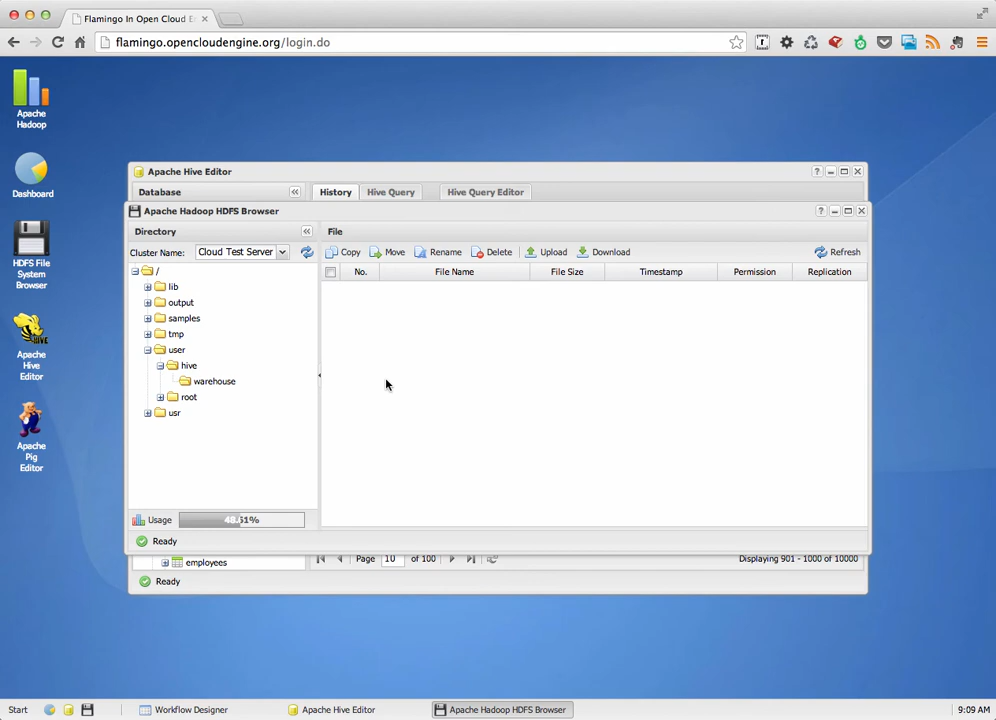 Flamingo In Open Cloud E
flamingo.opencloudengine.org/login.do
Apache
Hadoop
Dashboard
HDFS File
System
Browser
Apache
Hive
Editor
Apache
Pig
Editor
Apache Hive Editor
Database
History
Hive Query
Hive Query Editor
Apache Hadoop HDFS Browser
Directory
File
Cluster Name:
Cloud Test Server
Copy
Move
Rename
Delete
Upload
Download
Refresh
No.
File Name
File Size
Timestamp
Permission
Replication
/
lib
output
samples
tmp
user
hive
warehouse
root
usr
Usage
48.51%
Ready
employees
Page 10 of 100
Displaying 901 - 1000 of 10000
Ready
Start
Workflow Designer
Apache Hive Editor
Apache Hadoop HDFS Browser
9:09 AM